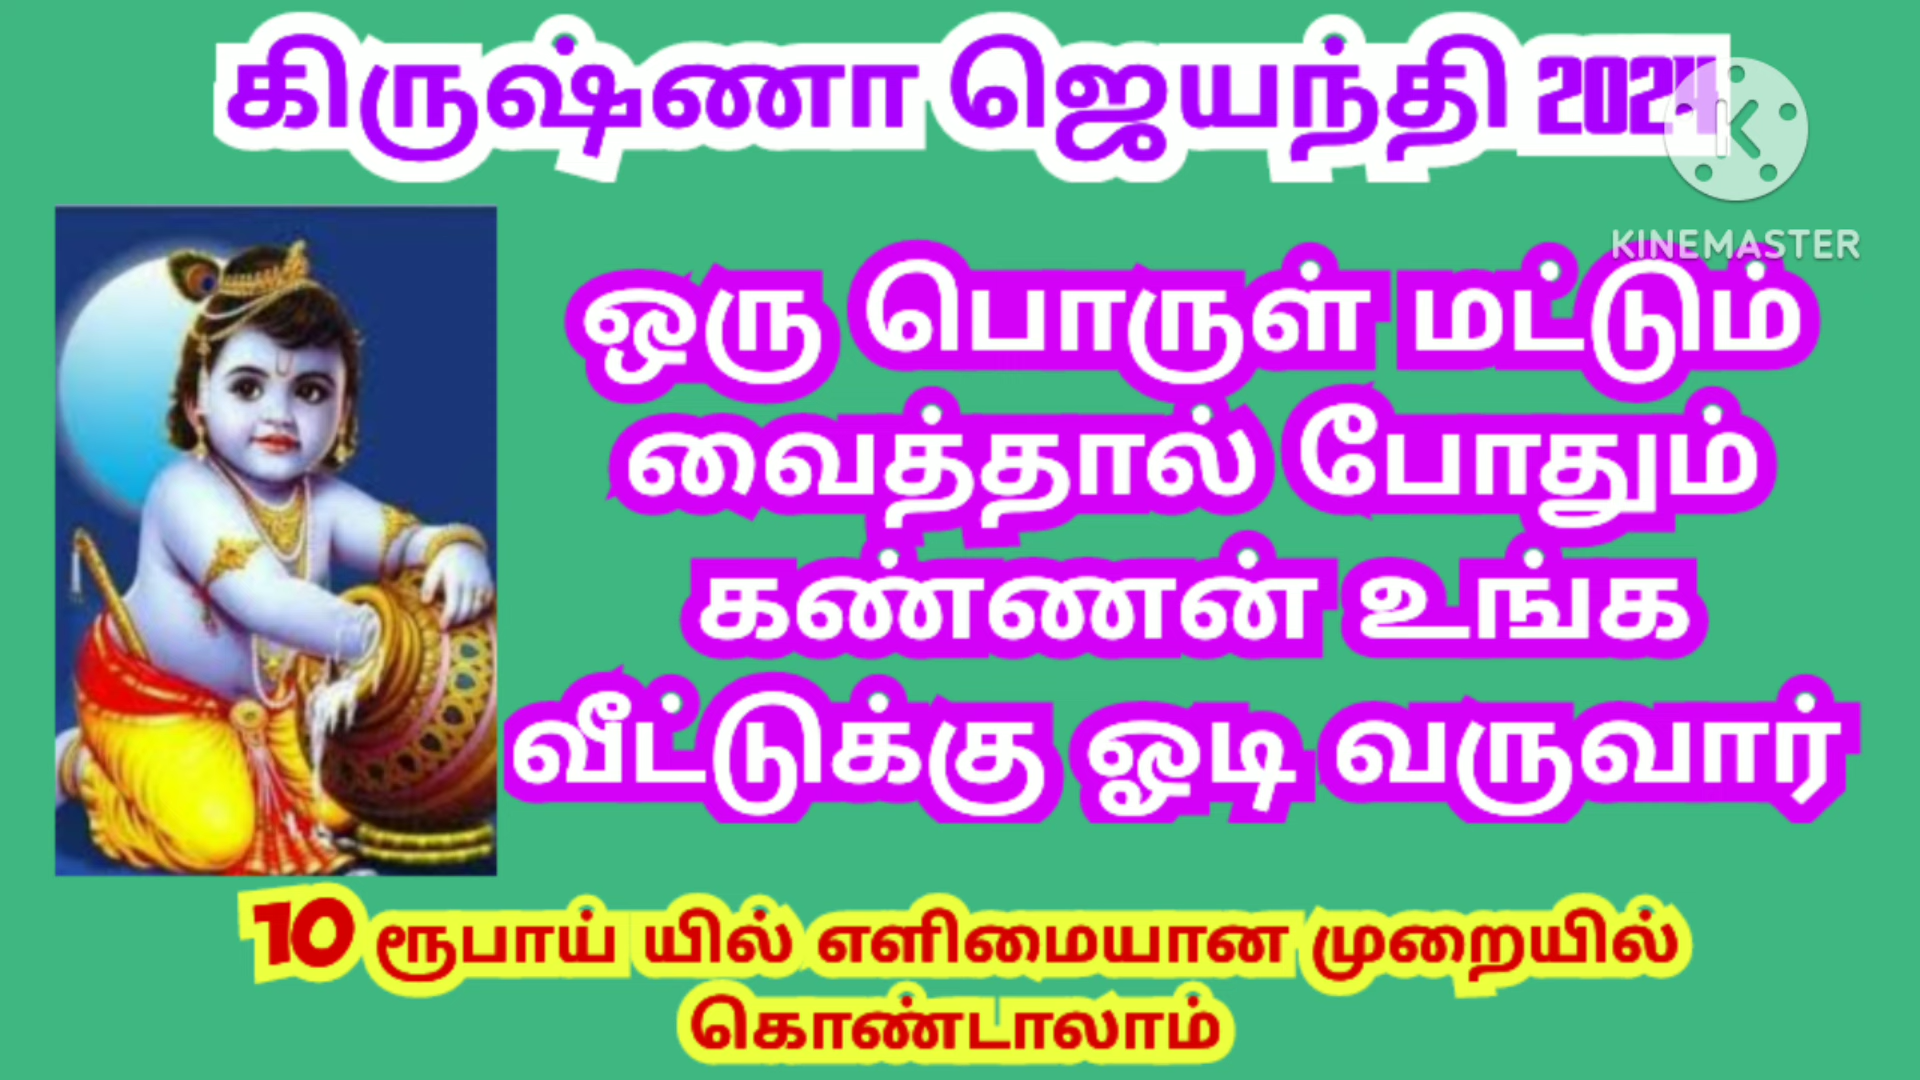 கிருஷ்ணா ஜெயந்தி 2024
KINEMASTER
ஒரு பொருள் மட்டும்
வைத்தால் போதும்
கண்ணன் உங்க
வீட்டுக்கு ஓடி வருவார்
10 ரூபாய் யில் எளிமையான முறையில்
கொண்டாலாம்